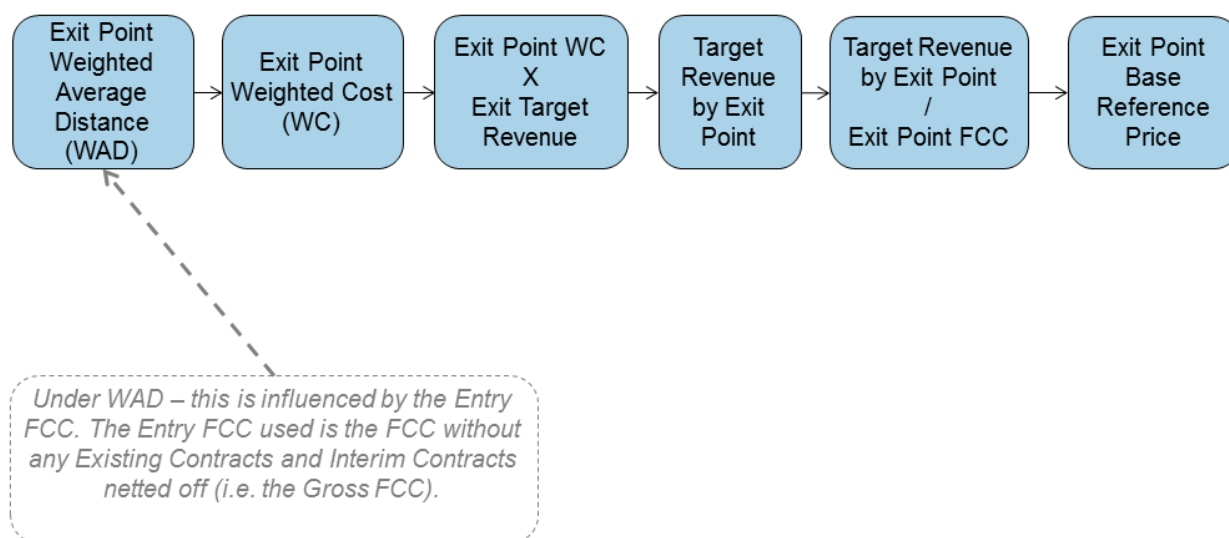 Exit Point
Weighted
Average
Distance
(WAD)
Exit Point
Weighted Cost
(WC)
Exit Point WC
X
Exit Target
Revenue
Target
Revenue
by Exit
Point
Target Revenue
by Exit Point
/
Exit Point FCC
Exit Point
Base
Reference
Price
Under WAD – this is influenced by the Entry
FCC. The Entry FCC used is the FCC without
any Existing Contracts and Interim Contracts
netted off (i.e. the Gross FCC).